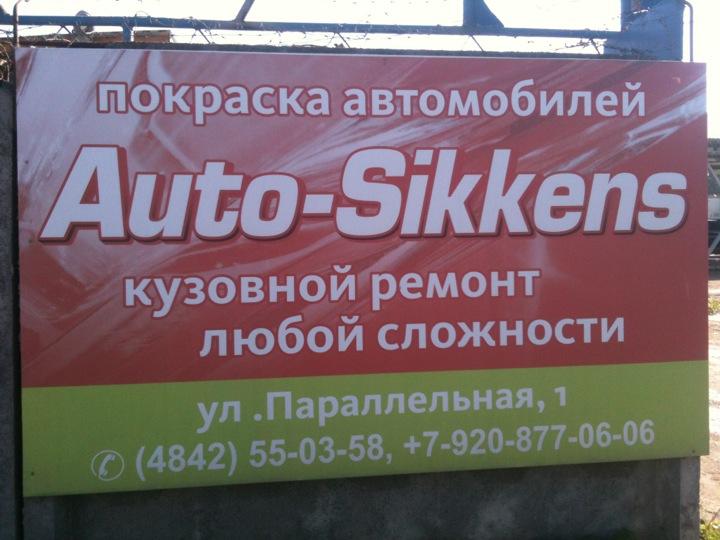 покраска автомобилей
Auto-Sikkens
кузовной ремонт
любой сложности
ул .Параллельная, 1
✆ (4842) 55-03-58, +7-920-877-06-06